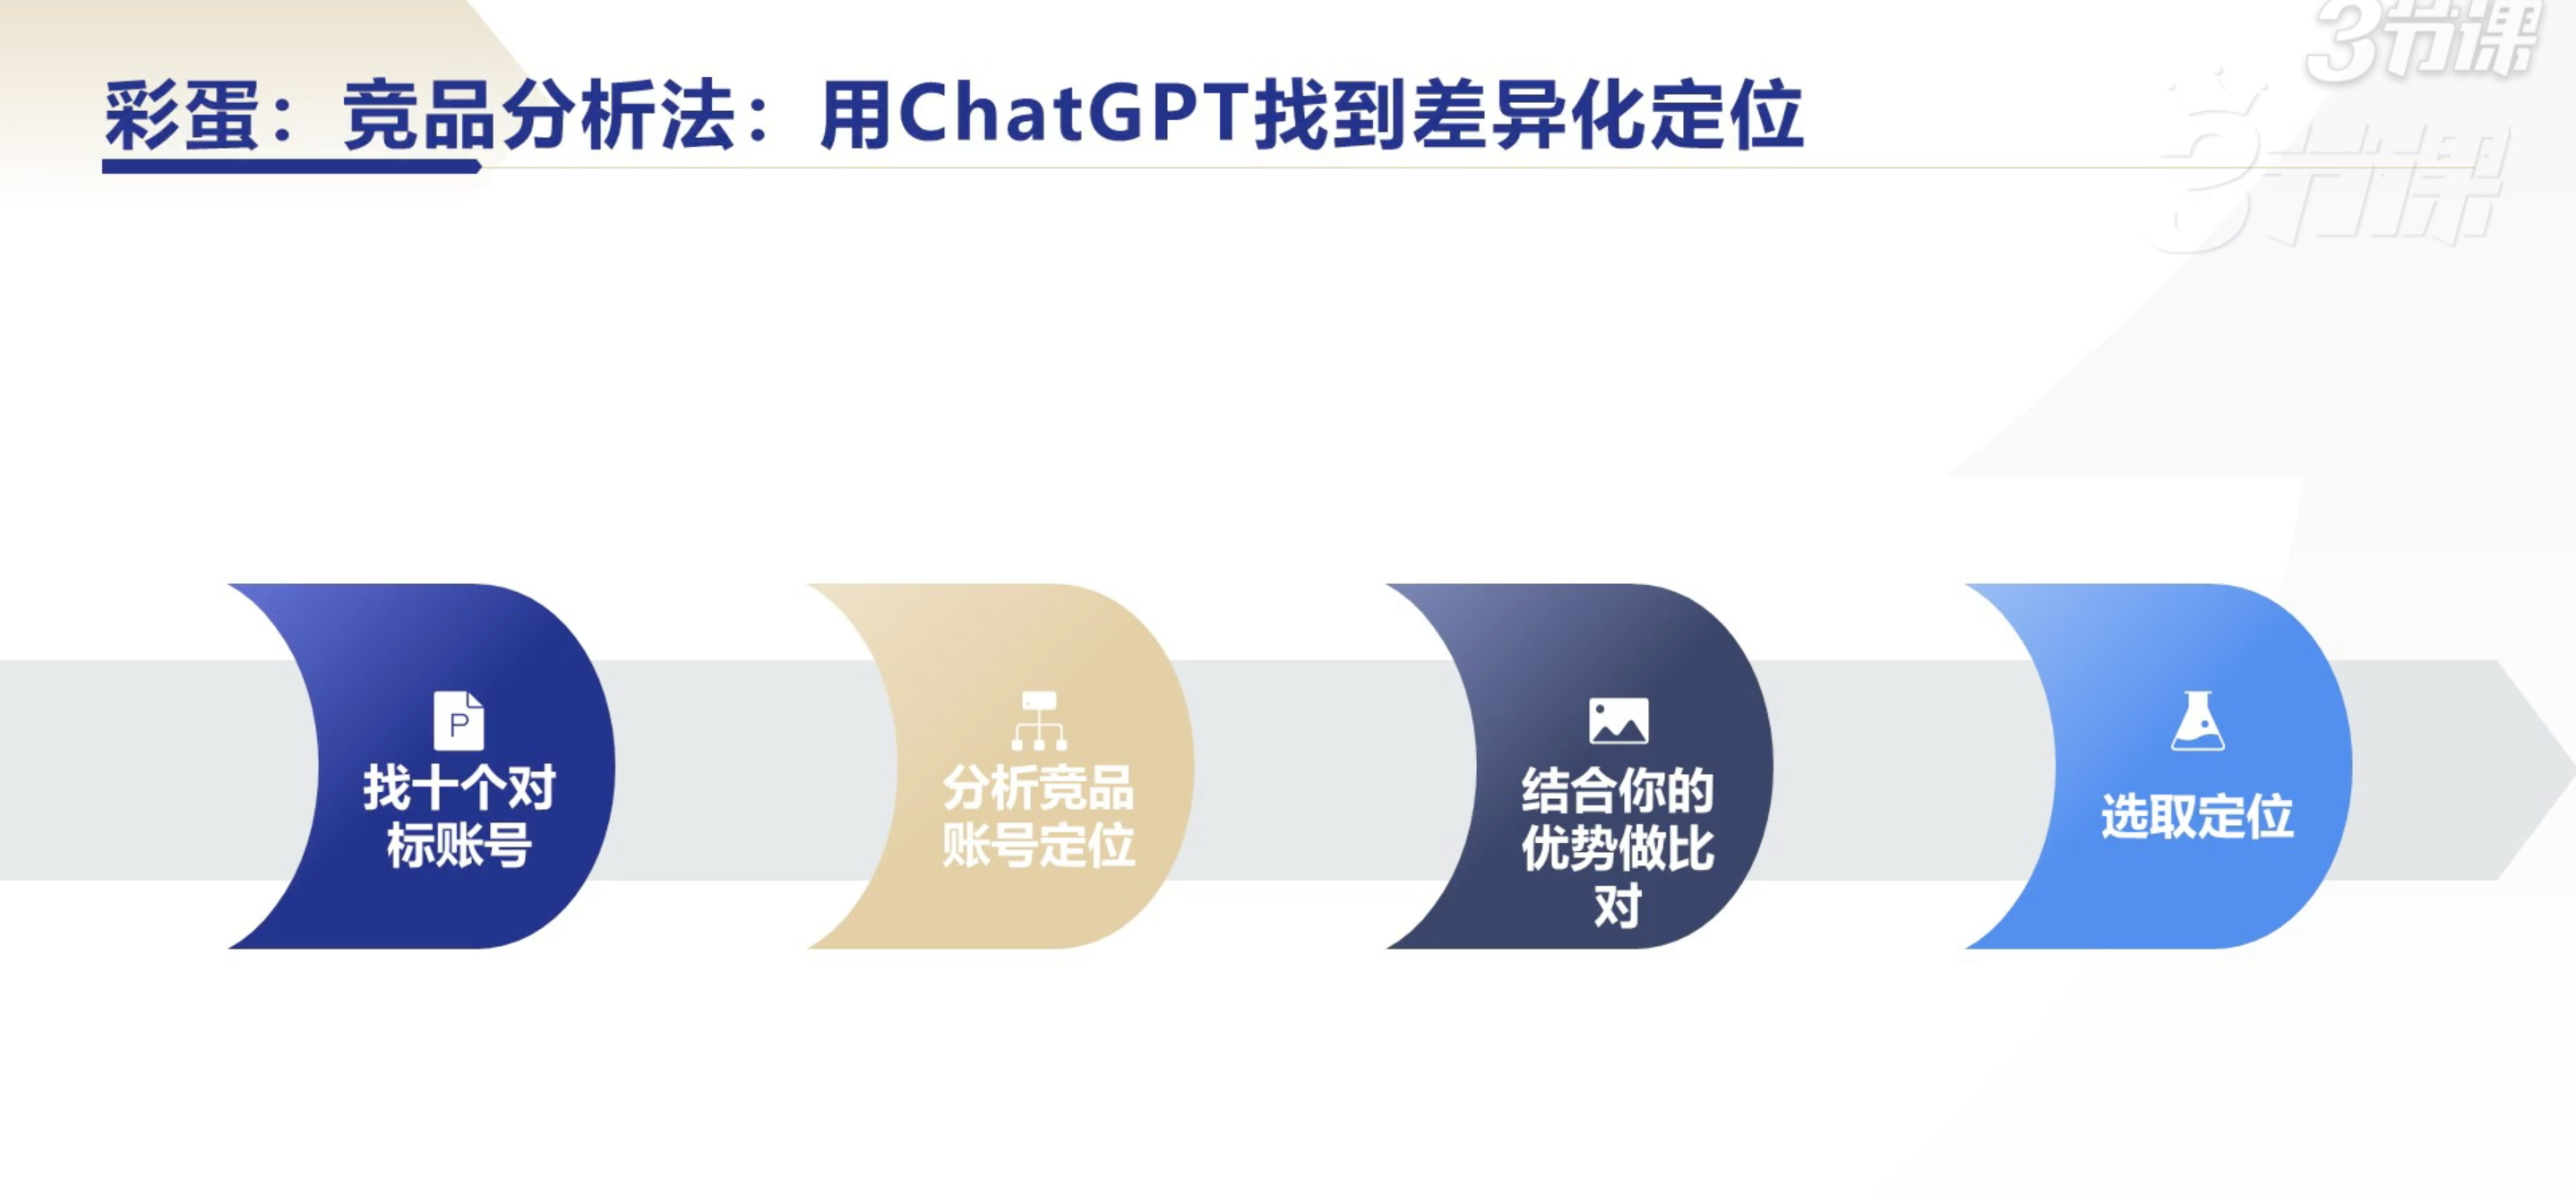 3节课
3节课
彩蛋：竞品分析法：用ChatGPT找到差异化定位
P
找十个对
标账号
分析竞品
账号定位
结合你的
优势做比
对
选取定位